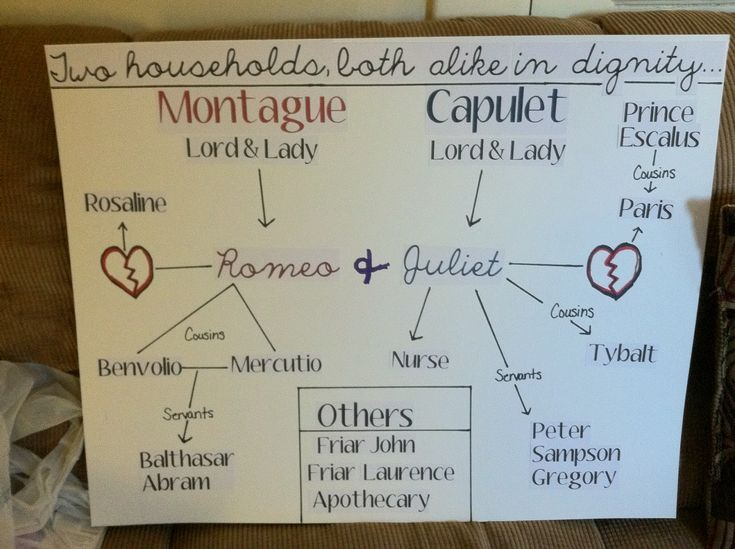 Two households, both alike in dignity...
Montague
Lord & Lady
Capulet
Lord & Lady
Prince
Escalus
Cousins
Paris
Rosaline
Romeo & Juliet
Cousins
Benvolio
Mercutio
Servants
Balthasar
Abram
Nurse
Cousins
Tybalt
Servants
Peter
Sampson
Gregory
Others
Friar John
Friar Laurence
Apothecary